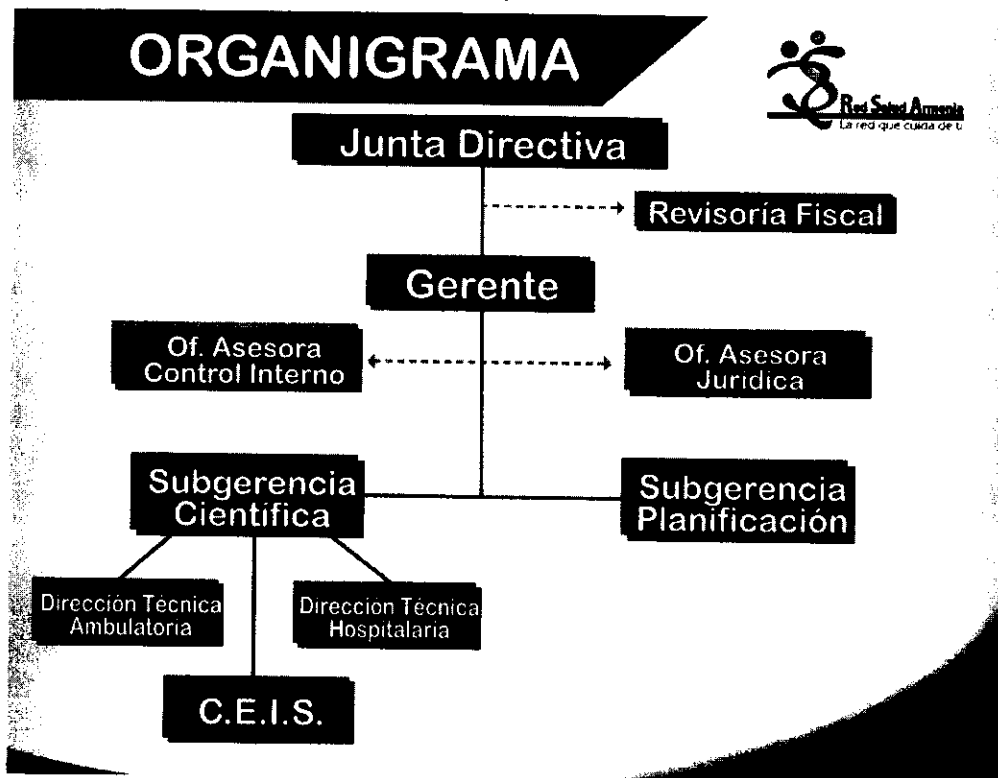 ORGANIGRAMA
Red Salud Armenia
La red que cuida de ti
Junta Directiva
Revisoría Fiscal
Gerente
Of. Asesora
Control Interno
Of. Asesora
Jurídica
Subgerencia
Científica
Subgerencia
Planificación
Dirección Técnica
Ambulatoria
Dirección Técnica
Hospitalaria
C.E.I.S.